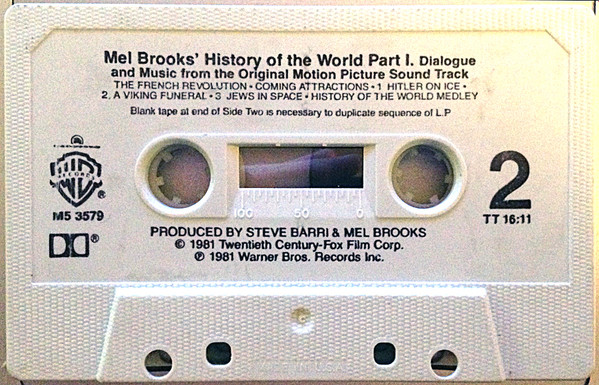 Mel Brooks' History of the World Part I. Dialogue
and Music from the Original Motion Picture Sound Track
THE FRENCH REVOLUTION • COMING ATTRACTIONS • 1 HITLER ON ICE •
2. A VIKING FUNERAL • 3 JEWS IN SPACE • HISTORY OF THE WORLD MEDLEY
Blank tape at end of Side Two is necessary to duplicate sequence of L.P
RECORDS
®
M5 3579
®
2
TT 16:11
100 50 0
PRODUCED BY STEVE BARRI & MEL BROOKS
© 1981 Twentieth Century-Fox Film Corp.
℗ 1981 Warner Bros. Records Inc.